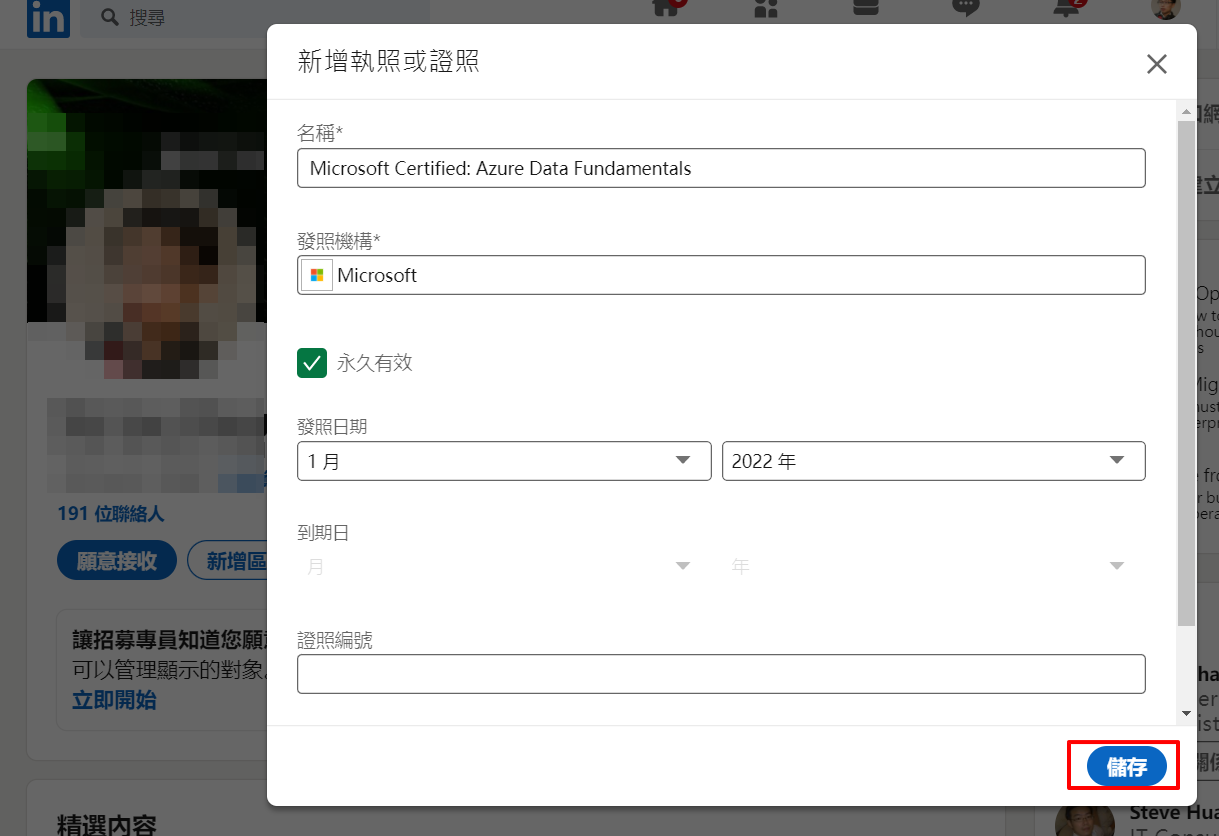 in
搜尋
2
新增執照或證照
名稱*
Microsoft Certified: Azure Data Fundamentals
發照機構*
Microsoft
永久有效
發照日期
1 月
2022 年
到期日
月
年
證照編號
儲存
191 位聯絡人
願意接收
新增區
讓招募專員知道您願
可以管理顯示的對象
立即開始
精選內容
Steve Hua